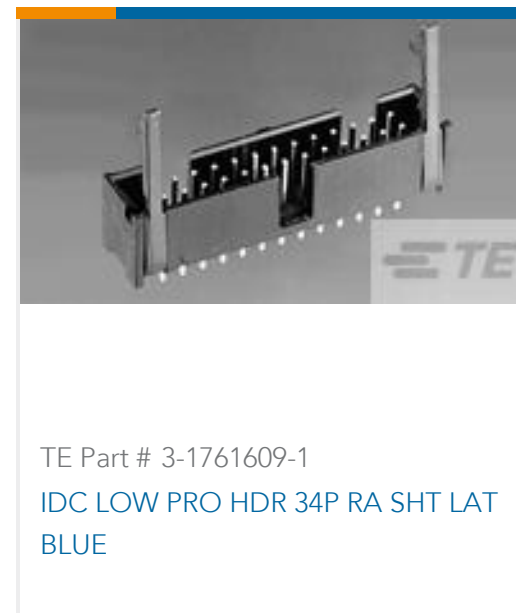 TE
TE Part # 3-1761609-1
IDC LOW PRO HDR 34P RA SHT LAT
BLUE